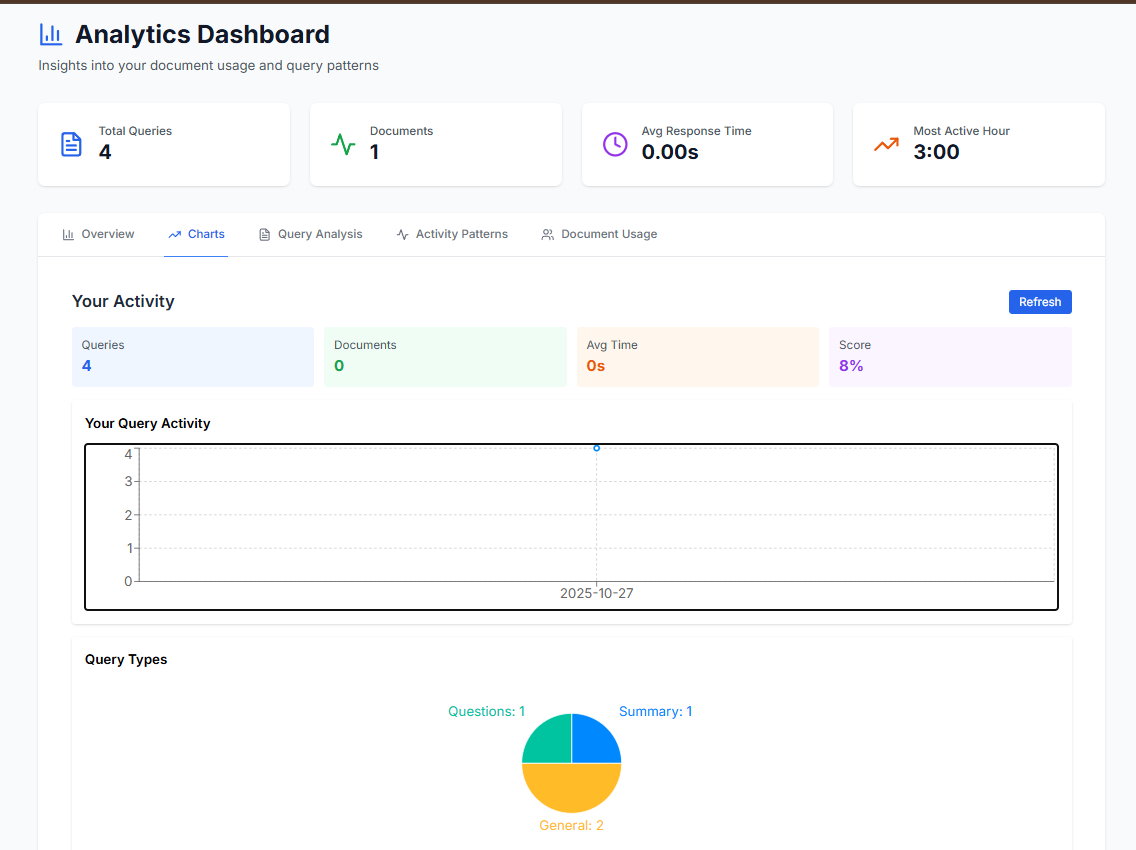 Analytics Dashboard
Insights into your document usage and query patterns
Total Queries
4
Documents
1
Avg Response Time
0.00s
Most Active Hour
3:00
Overview
Charts
Query Analysis
Activity Patterns
Document Usage
Your Activity
Refresh
Queries
4
Documents
0
Avg Time
0s
Score
8%
Your Query Activity
4
3
2
1
0
2025-10-27
Query Types
Questions: 1
Summary: 1
General: 2